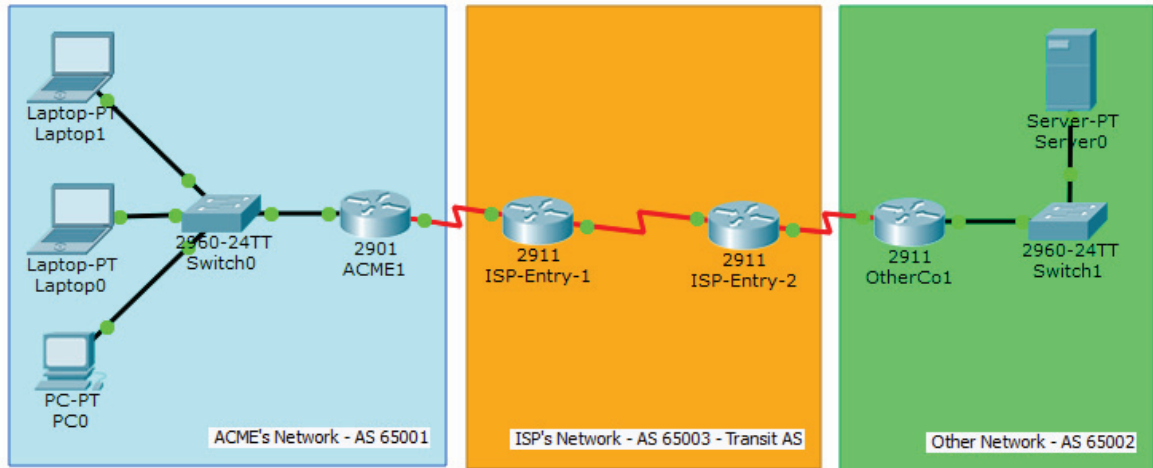 Laptop-PT
Laptop1
Laptop-PT
Laptop0
PC-PT
PC0
2960-24TT
Switch0
2901
ACME1
ACME's Network - AS 65001
2911
ISP-Entry-1
2911
ISP-Entry-2
ISP's Network - AS 65003 - Transit AS
2911
OtherCo1
Server-PT
Server0
2960-24TT
Switch1
Other Network - AS 65002